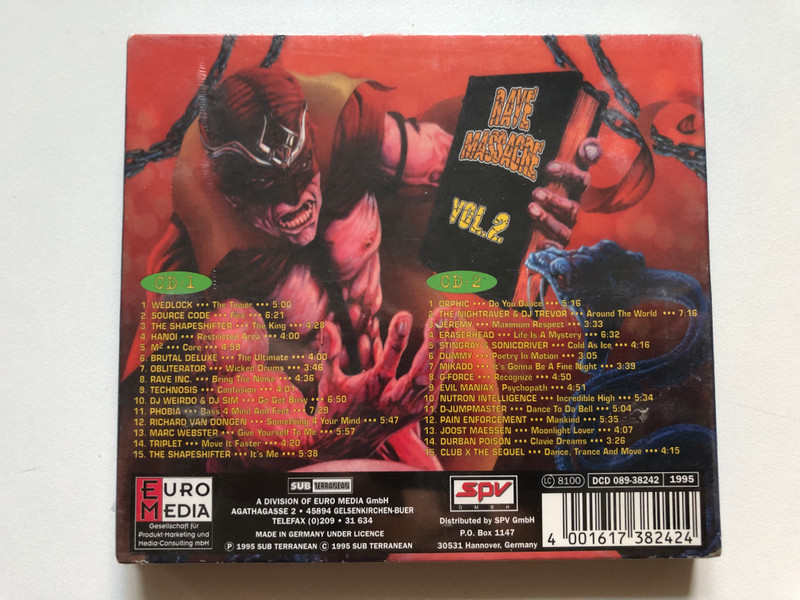 RAVE
MASSACRE
VOL. 2
CD-1
1. WEDLOCK ••• The Tower ••• 5:00
2. SOURCE CODE ••• ••• 6:21
3. THE SHAPESHIFTER ••• The King ••• 4:28
4. HANOI ••• Restricted Area ••• 4:00
5. M² ••• Core ••• 4:59
6. BRUTAL DELUXE ••• The Ultimate ••• 4:00
7. OBLITERATOR ••• Wicked Drums ••• 3:46
8. RAVE INC. ••• Bring The Noise ••• 4:36
9. TECHNOSIS ••• Confusion ••• 4:01
10. DJ WEIRDO & DJ SIM ••• Go Get Busy ••• 6:50
11. PHOBIA ••• Bass 4 Mind And Feet ••• 7:29
12. RICHARD VAN DONGEN ••• Something 4 Your Mind ••• 5:47
13. MARC WEBSTER ••• Give Yourself To Me ••• 5:57
14. TRIPLET ••• Move It Faster ••• 4:20
15. THE SHAPESHIFTER ••• It's Me ••• 5:38
CD-2
1. ORPHIC ••• Do You Dance ••• 5:16
2. THE NIGHTRAVER & DJ TREVOR ••• Around The World ••• 7:16
3. JEREMY ••• Maximum Respect ••• 3:33
4. ERASERHEAD ••• Life Is A Mystery ••• 6:32
5. STINGRAY & SONICDRIVER ••• Cold As Ice ••• 4:16
6. DUMMY ••• Poetry In Motion ••• 3:05
7. MIKADO ••• It's Gonna Be A Fine Night ••• 3:39
8. G-FORCE ••• Recognize ••• 4:50
9. EVIL MANIAX ••• Psychopath ••• 4:51
10. NUTRON INTELLIGENCE ••• Incredible High ••• 5:34
11. D-JUMPMASTER ••• Dance To Da Bell ••• 5:04
12. PAIN ENFORCEMENT ••• Mankind ••• 5:35
13. JOOST MAESSEN ••• Moonlight Lover ••• 4:07
14. DURBAN POISON ••• Clavie Dreams ••• 3:26
15. CLUB X THE SEQUEL ••• Dance, Trance And Move ••• 4:15
EURO
MEDIA
Gesellschaft für
Produkt-Marketing und
Media-Consulting mbH
SUB TERRANEAN
A DIVISION OF EURO MEDIA GmbH
AGATHAGASSE 2 • 45894 GELSENKIRCHEN-BUER
TELEFAX (0)209 • 31 634
MADE IN GERMANY UNDER LICENCE
Ⓟ 1995 SUB TERRANEAN © 1995 SUB TERRANEAN
SPV
GMBH
Distributed by SPV GmbH
P.O. Box 1147
30531 Hannover, Germany
LC 8100 DCD 089-38242 1995
4 001617 382424